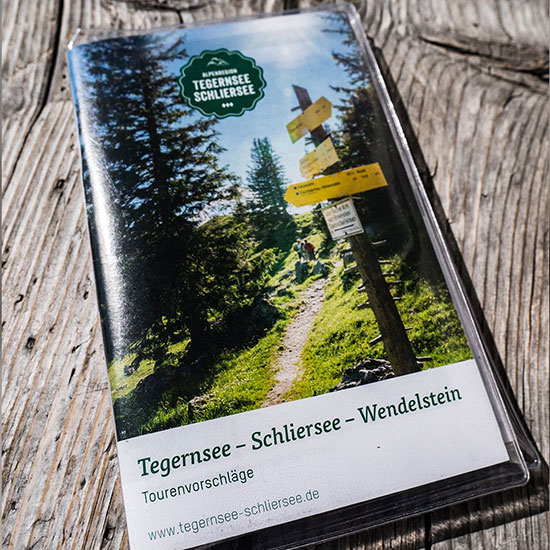 ALPENREGION
TEGERNSEE
SCHLIERSEE
Tegernsee – Schliersee – Wendelstein
Tourenvorschläge
www.tegernsee-schliersee.de